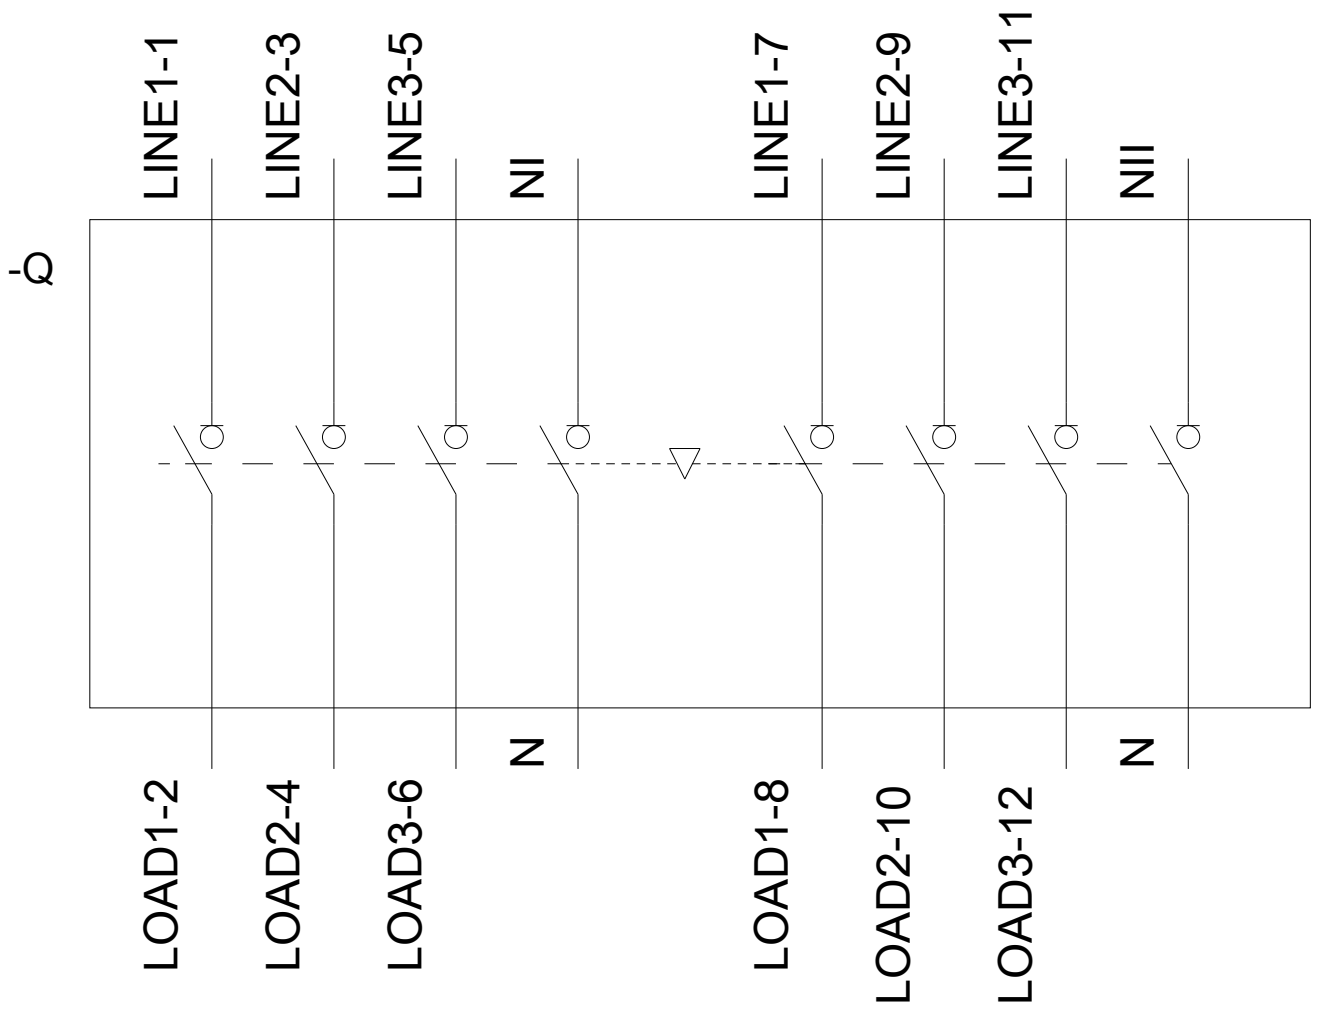 LINE1-1
LINE2-3
LINE3-5
NI
LINE1-7
LINE2-9
LINE3-11
NII
-Q
LOAD1-2
LOAD2-4
LOAD3-6
N
LOAD1-8
LOAD2-10
LOAD3-12
N